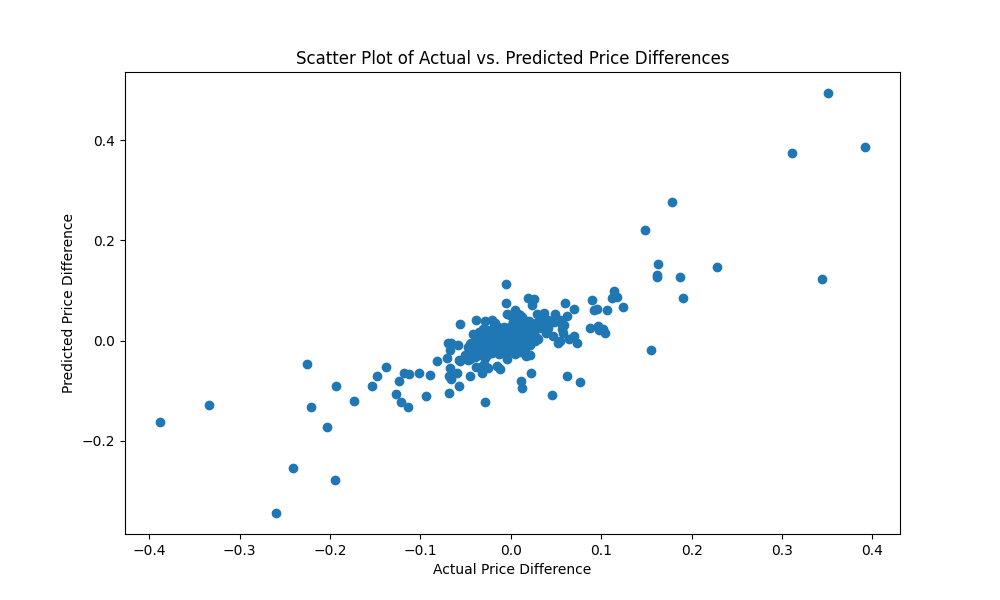 Scatter Plot of Actual vs. Predicted Price Differences
0.4
0.2
0.0
−0.2
Predicted Price Difference
−0.4 −0.3 −0.2 −0.1 0.0 0.1 0.2 0.3 0.4
Actual Price Difference